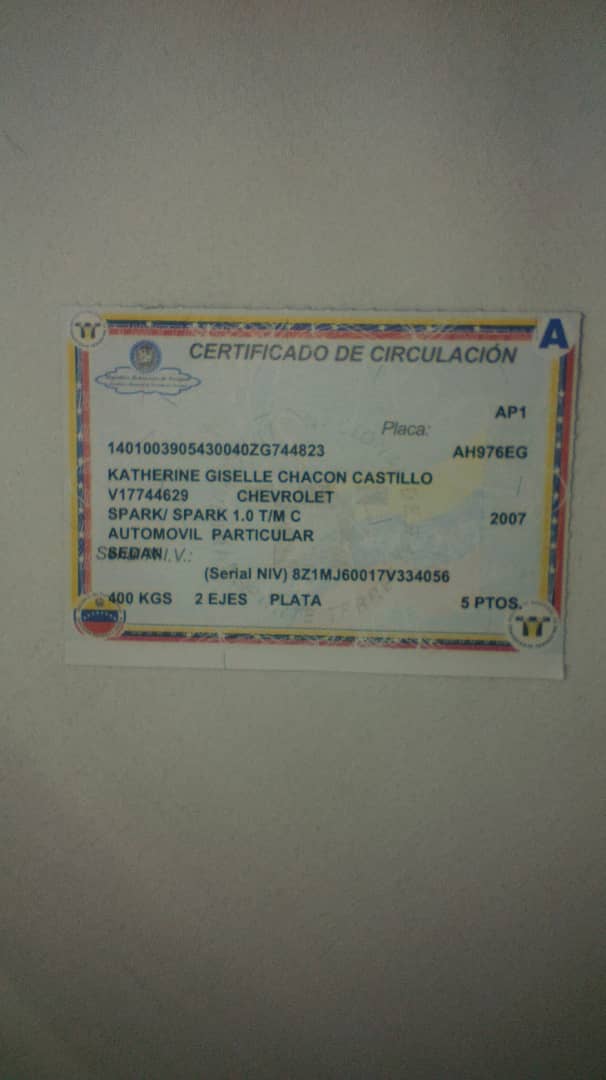 CERTIFICADO DE CIRCULACIÓN
A
AP1
Placa:
1401003905430040ZG744823 AH976EG
KATHERINE GISELLE CHACON CASTILLO
V17744629 CHEVROLET
SPARK/ SPARK 1.0 T/M C 2007
AUTOMOVIL PARTICULAR
SEDAN
Serial N.I.V.:
(Serial NIV) 8Z1MJ60017V334056
400 KGS 2 EJES PLATA 5 PTOS.